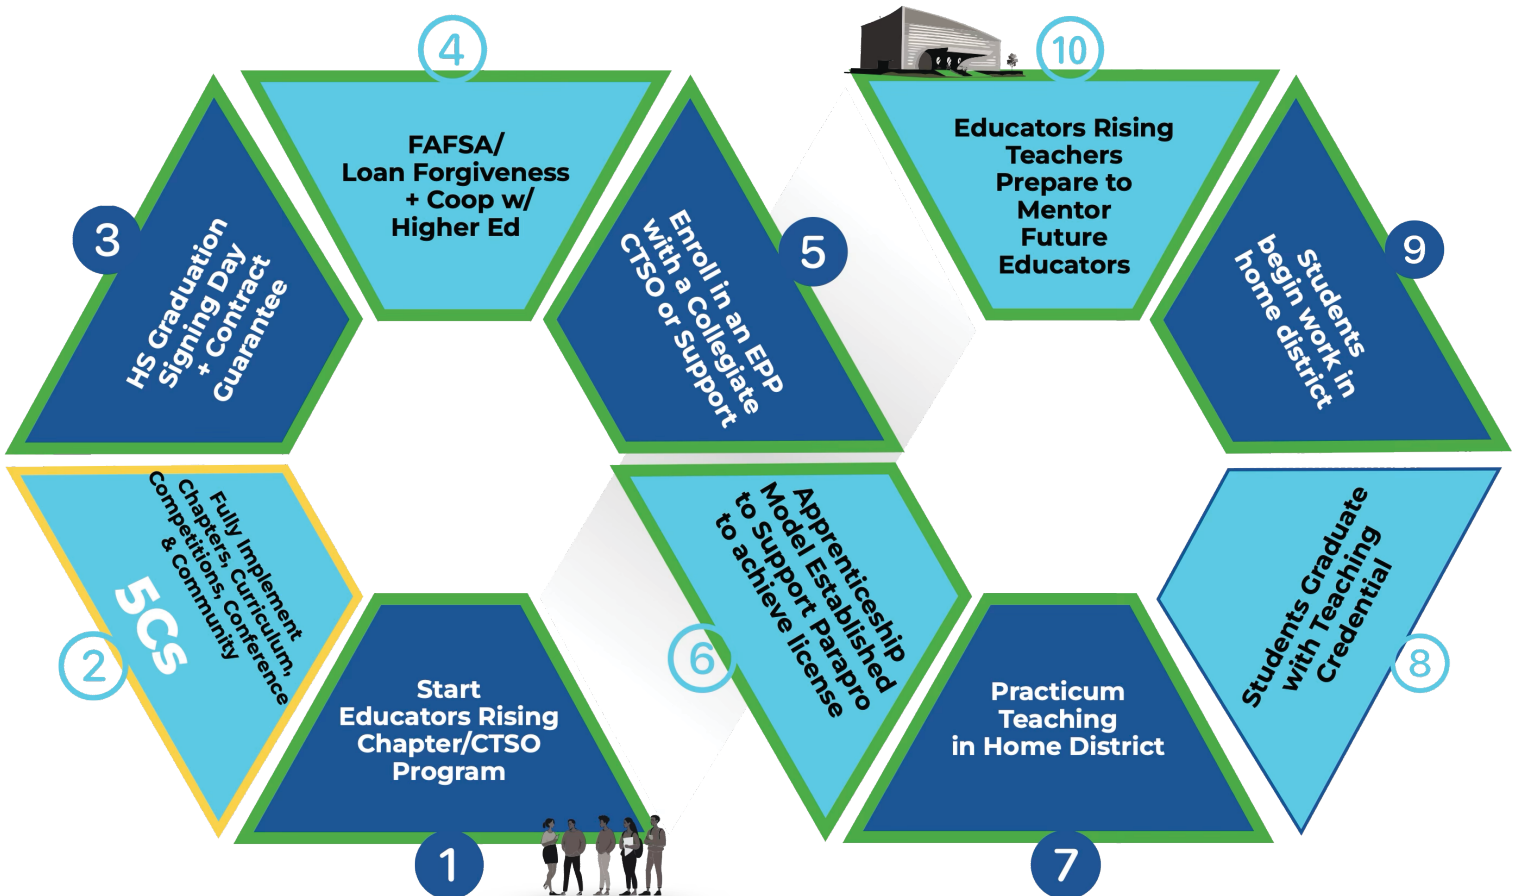 1
Start
Educators Rising
Chapter/CTSO
Program
2
Fully Implement
Chapters, Curriculum,
Competitions, Conference
& Community
5Cs
3
HS Graduation
Signing Day
+ Contract
Guarantee
4
FAFSA/
Loan Forgiveness
+ Coop w/
Higher Ed
5
Enroll in an EPP
with a Collegiate
CTSO or Support
6
Apprenticeship
Model Established
to Support Parapro
to achieve license
7
Practicum
Teaching
in Home District
8
Students Graduate
with Teaching
Credential
9
Students
begin work in
home district
10
Educators Rising
Teachers
Prepare to
Mentor
Future
Educators